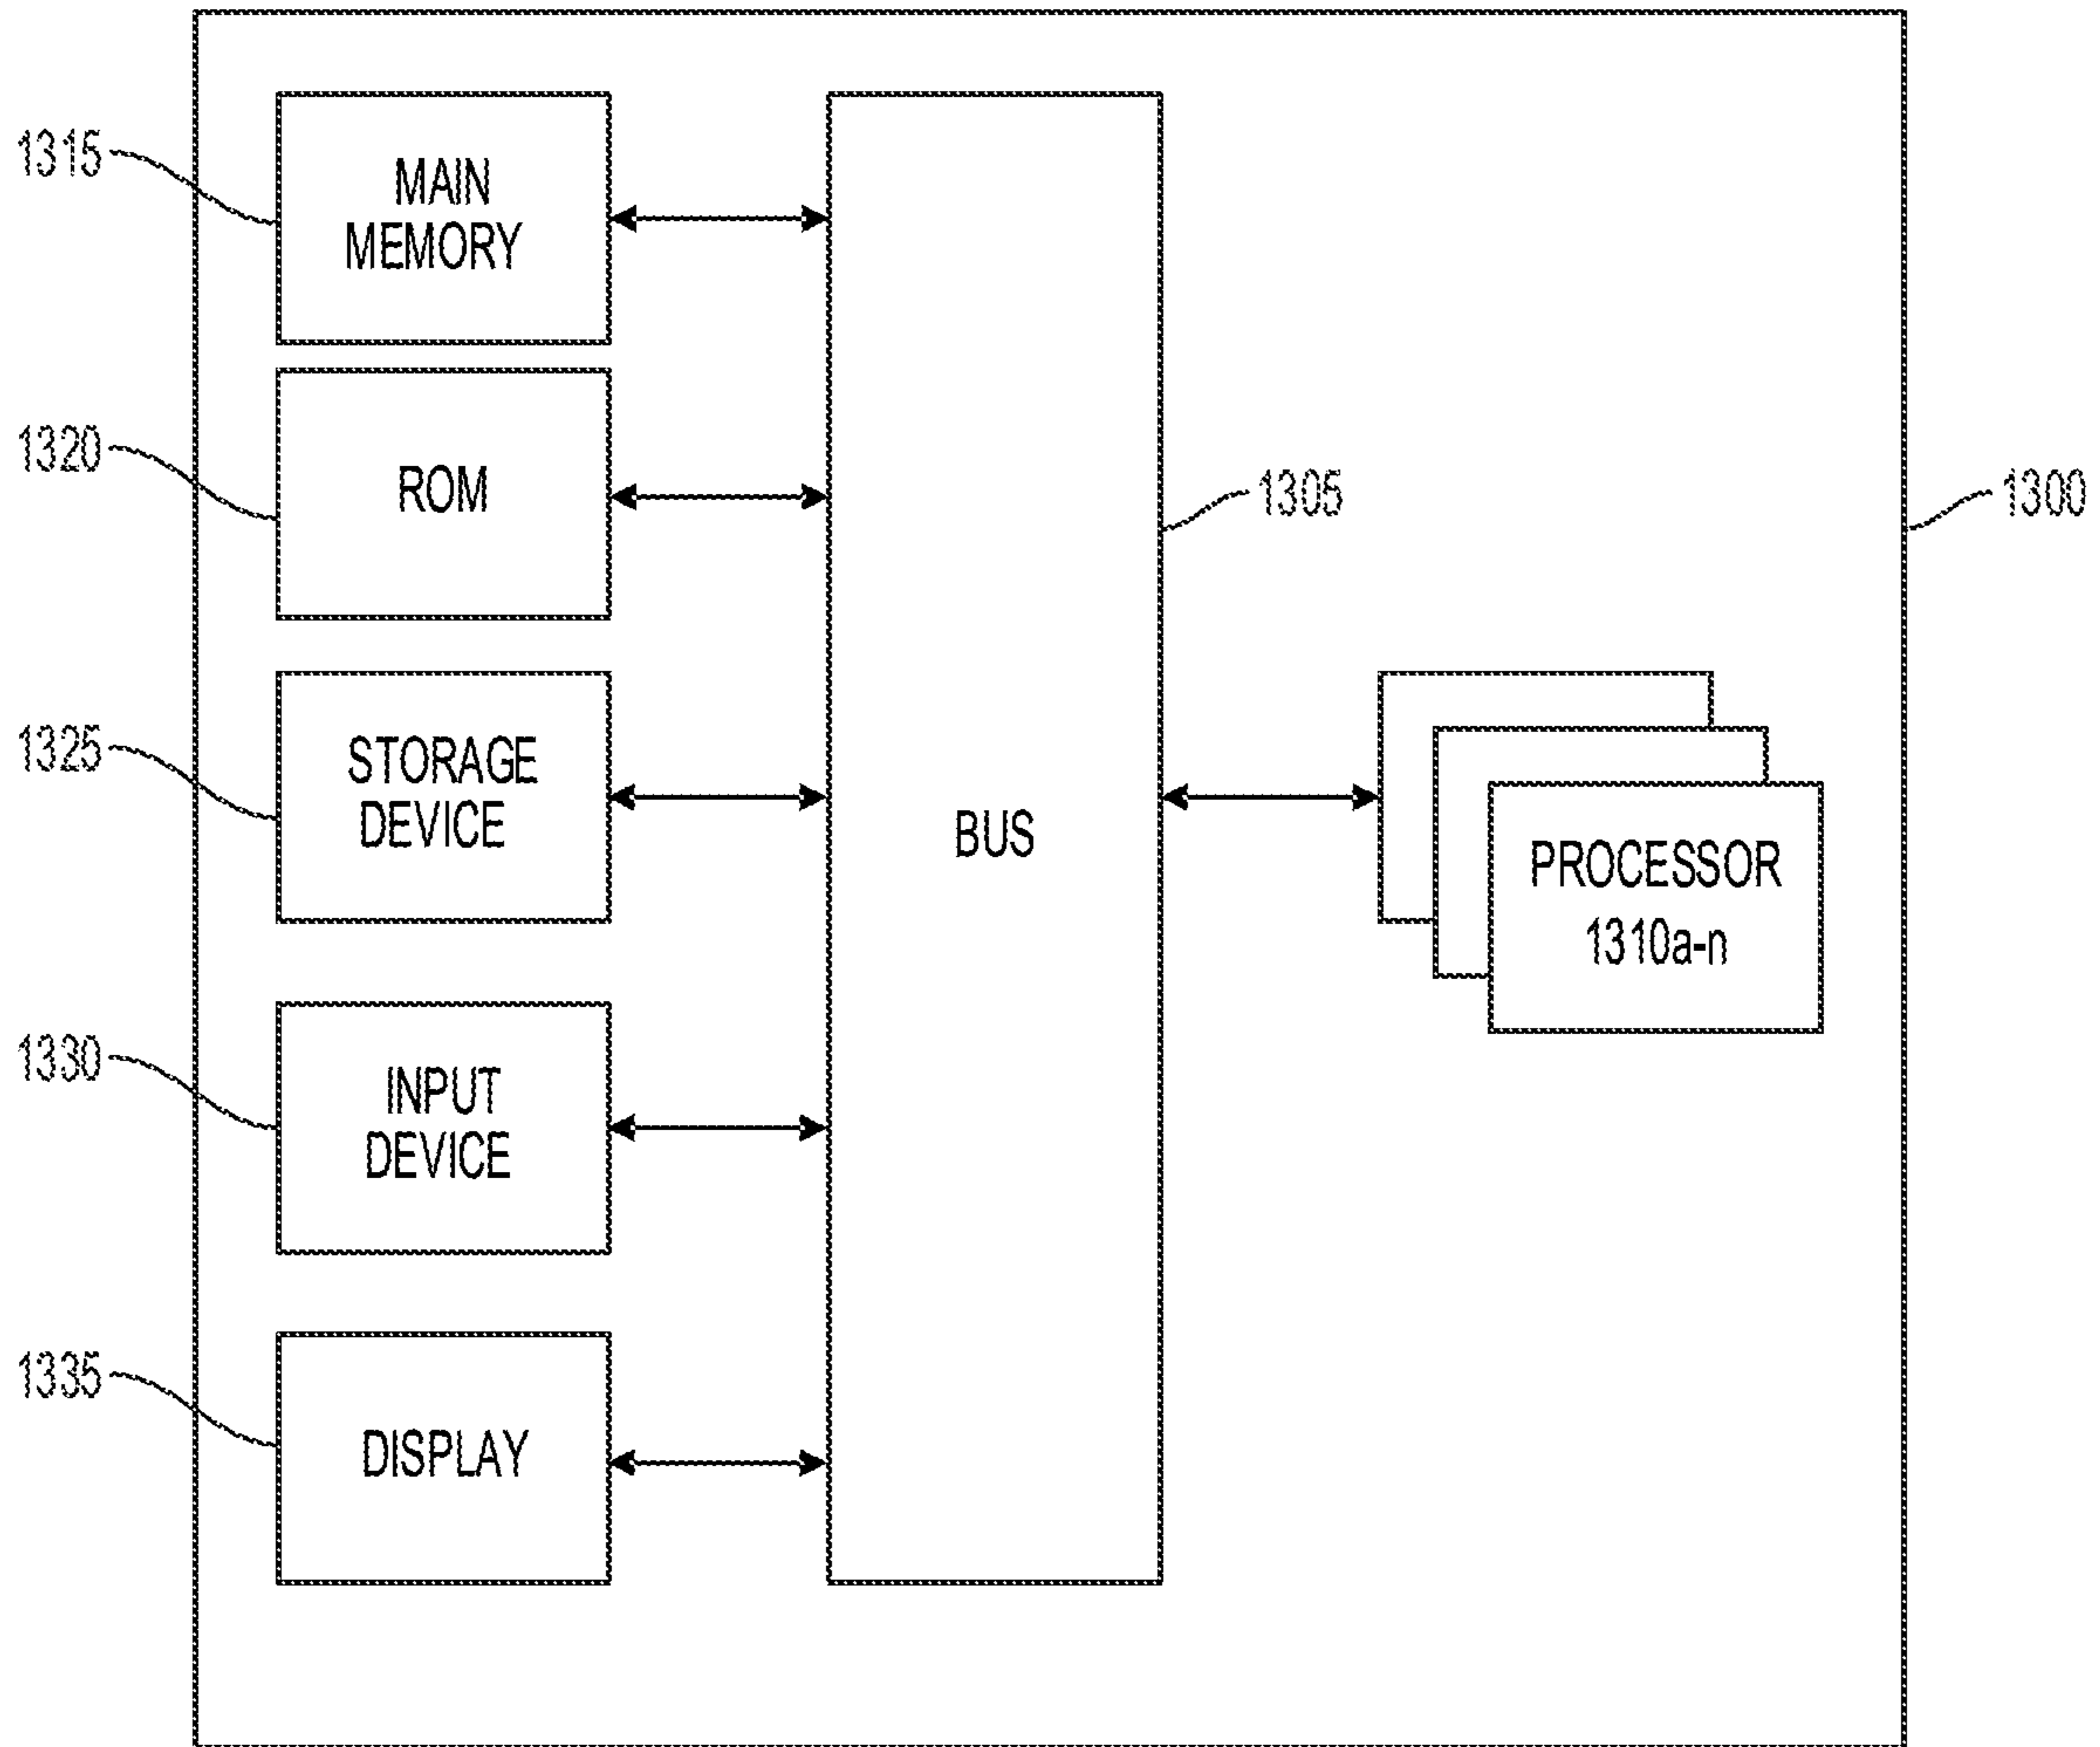 1315
MAIN
MEMORY
1320
ROM
1305
1300
1325
STORAGE
DEVICE
BUS
PROCESSOR
1310a-n
1330
INPUT
DEVICE
1335
DISPLAY